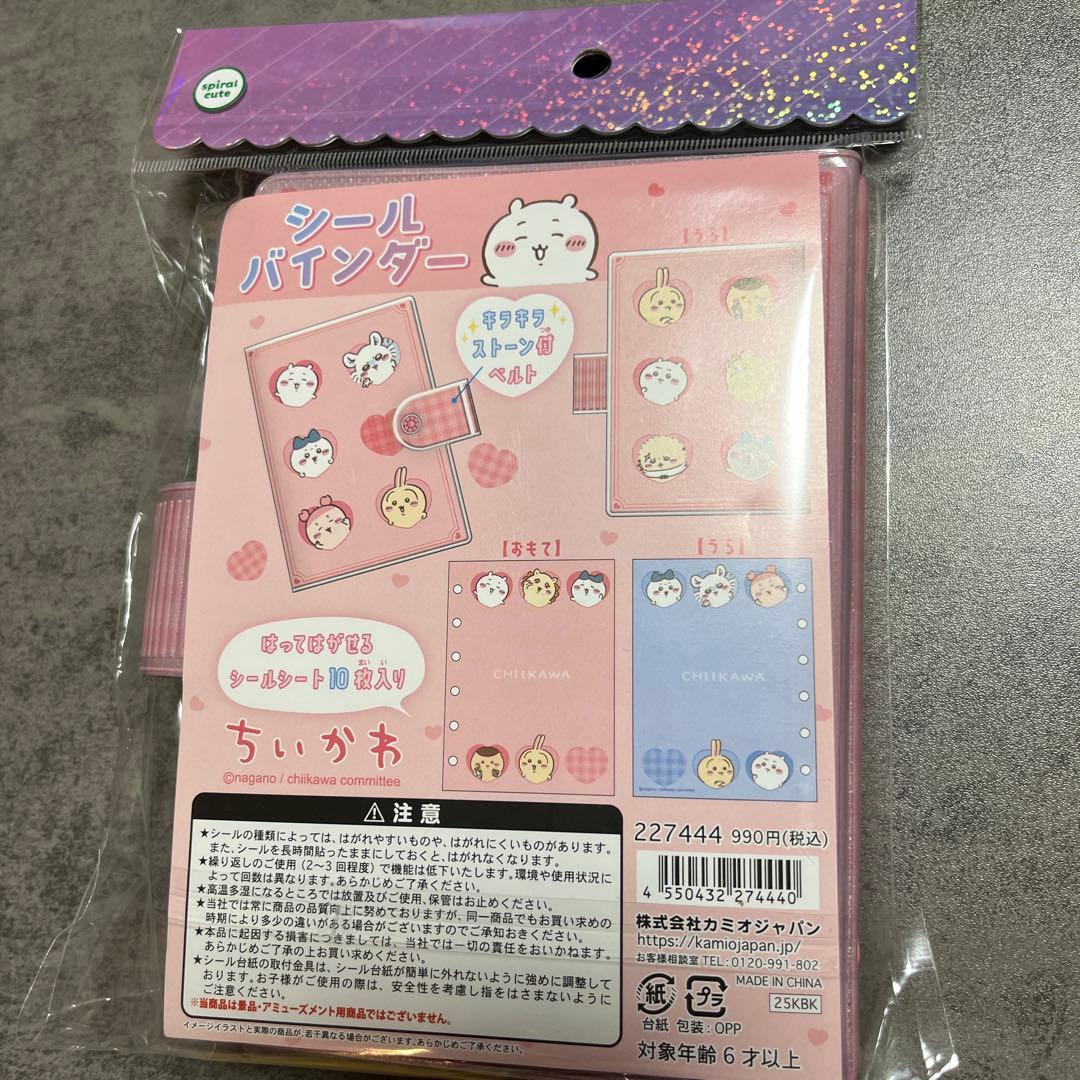 spiral
cute
シール
バインダー
【うら】
キラキラ
ストーン付
つき
ベルト
【おもて】
【うら】
はってはがせる
シールシート10枚入り
まい い
CHIIKAWA
CHIIKAWA
ちいかわ
©nagano / chiikawa committee
©nagano / chiikawa committee
⚠注意
★シールの種類によっては、はがれやすいものや、はがれにくいものがあります。
また、シールを長時間貼ったままにしておくと、はがれなくなります。
★繰り返しのご使用(2〜3回程度)で機能は低下いたします。環境や使用状況に
よって回数は異なります。あらかじめご了承ください。
★高温多湿になるところでは放置及びご使用、保管はお止めください。
★当社では常に商品の品質向上に努めておりますが、同一商品でもお買い求めの
時期により多少の違いがある場合がございますのでご承知おきください。
★本品に起因する損害につきましては、当社では一切の責任をおいかねます。
あらかじめご了承の上お買い求めください。
★シール台紙の取付金具は、シール台紙が簡単に外れないように強めに調整して
おります。お子様がご使用の際は、安全性を考慮し指をはさまないように
ご注意ください。
※当商品は景品・アミューズメント用商品ではございません。
イメージイラストと実際の商品が、若干異なる場合がございます。あらかじめご了承ください。
227444 990円(税込)
4 550432 274440
株式会社カミオジャパン
https://kamiojapan.jp/
お客様相談室 TEL:0120-991-802
MADE IN CHINA
紙 プラ
25KBK
台紙 包装:OPP
対象年齢6才以上